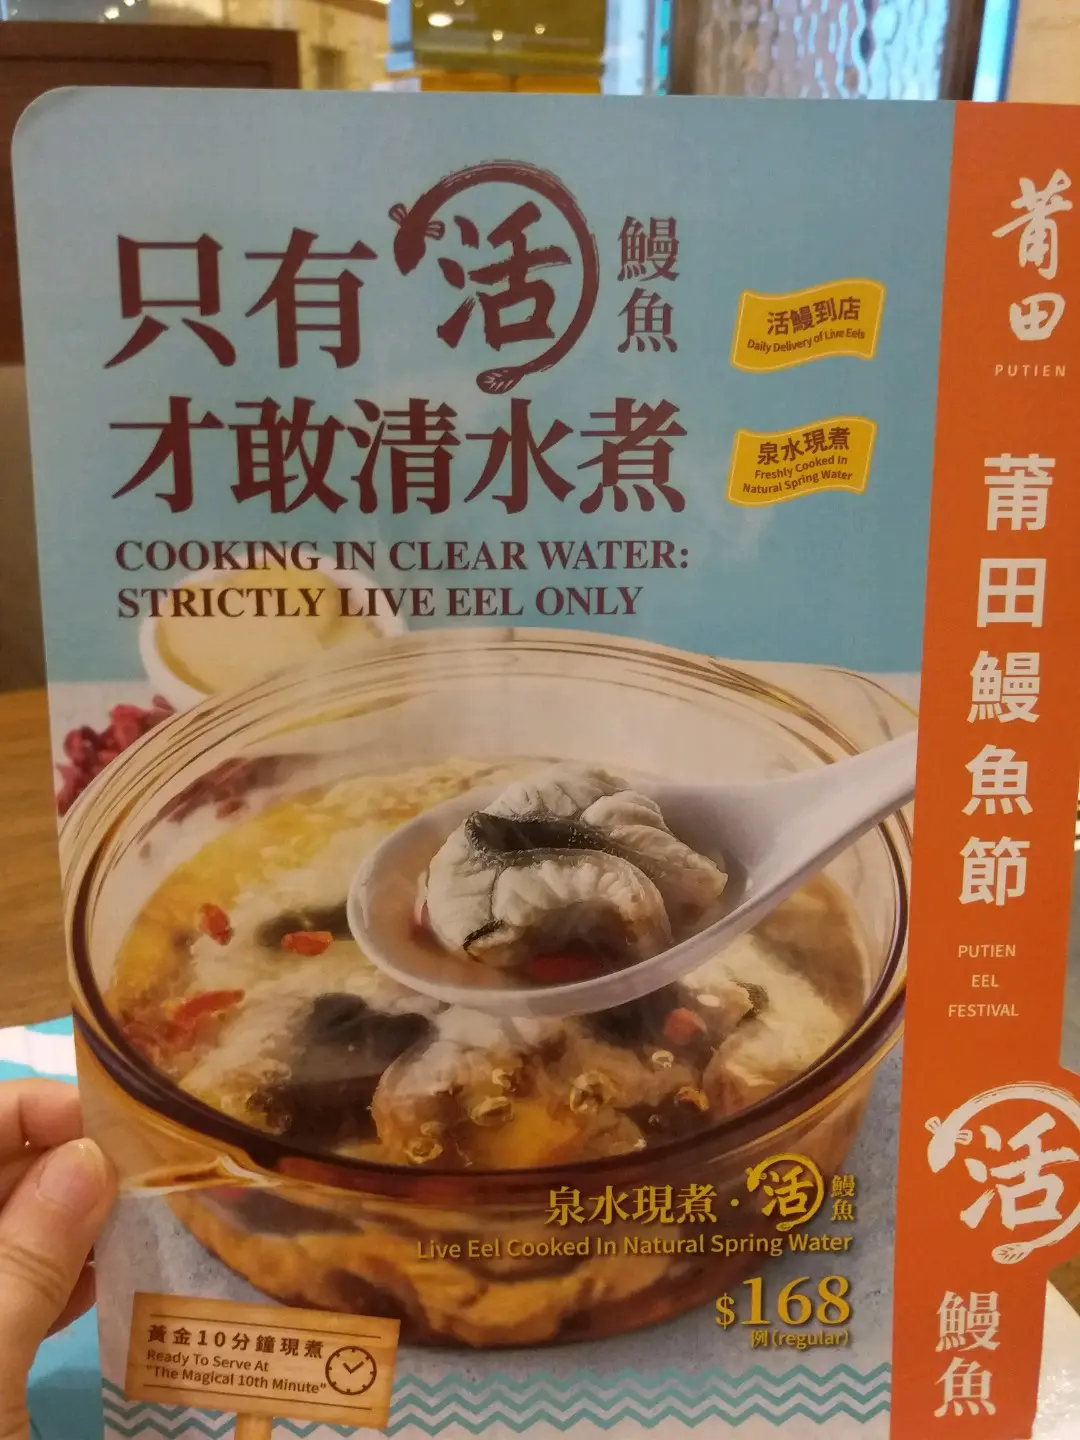 只有活鰻魚
才敢清水煮
COOKING IN CLEAR WATER:
STRICTLY LIVE EEL ONLY
活鰻到店
Daily Delivery of Live Eels
泉水現煮
Freshly Cooked In
Natural Spring Water
泉水現煮·活鰻魚
Live Eel Cooked In Natural Spring Water
$168
例(regular)
黃金10分鐘現煮
Ready To Serve At
"The Magical 10th Minute"
莆田
PUTIEN
莆田鰻魚節
PUTIEN
EEL
FESTIVAL
活
鰻魚